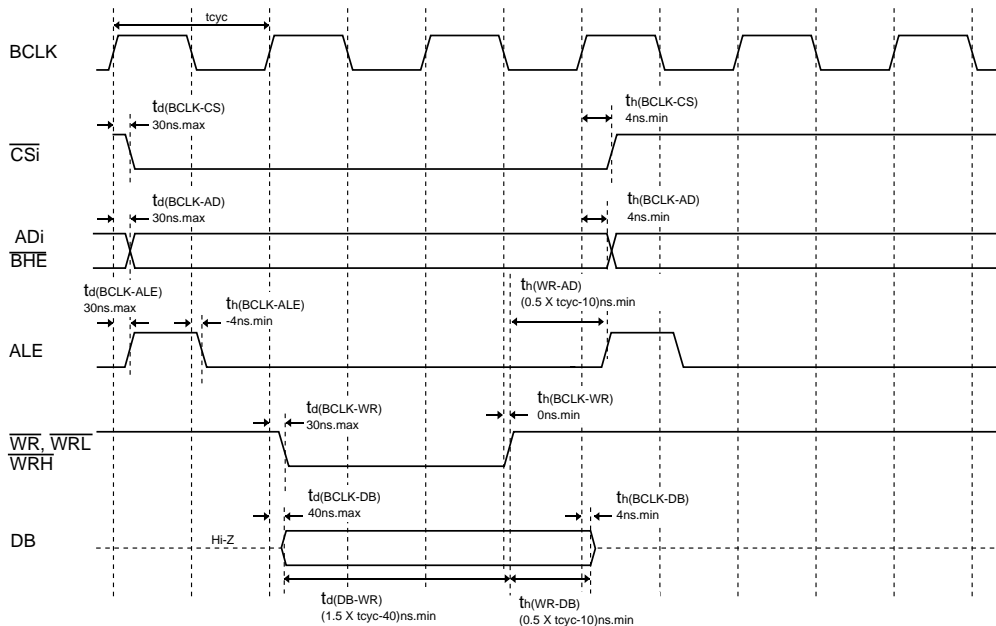 tcyc
BCLK
td(BCLK-CS)
30ns.max
th(BCLK-CS)
4ns.min
CSi
td(BCLK-AD)
30ns.max
th(BCLK-AD)
4ns.min
ADi
BHE
td(BCLK-ALE)
30ns.max
th(BCLK-ALE)
-4ns.min
th(WR-AD)
(0.5 X tcyc-10)ns.min
ALE
td(BCLK-WR)
30ns.max
th(BCLK-WR)
0ns.min
WR, WRL
WRH
td(BCLK-DB)
40ns.max
th(BCLK-DB)
4ns.min
DB
Hi-Z
td(DB-WR)
(1.5 X tcyc-40)ns.min
th(WR-DB)
(0.5 X tcyc-10)ns.min